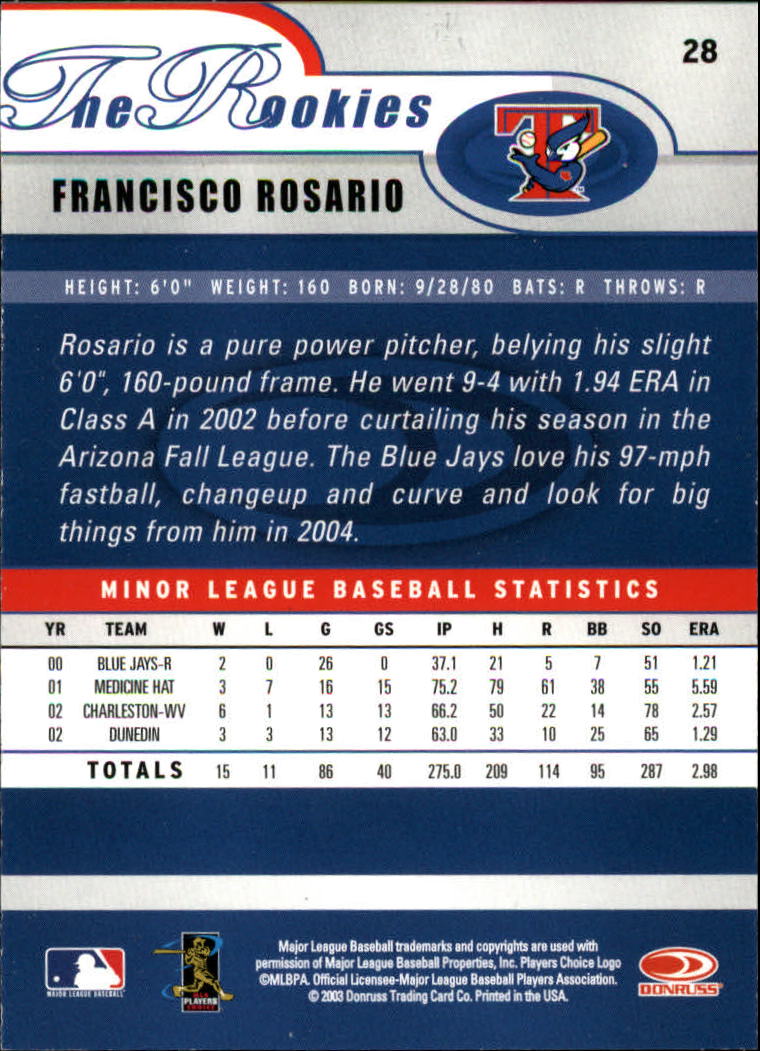 28
The Rookies
T
FRANCISCO ROSARIO
HEIGHT: 6'0" WEIGHT: 160 BORN: 9/28/80 BATS: R THROWS: R
Rosario is a pure power pitcher, belying his slight
6'0", 160-pound frame. He went 9-4 with 1.94 ERA in
Class A in 2002 before curtailing his season in the
Arizona Fall League. The Blue Jays love his 97-mph
fastball, changeup and curve and look for big
things from him in 2004.
MINOR LEAGUE BASEBALL STATISTICS
YR TEAM W L G GS IP H R BB SO ERA
00 BLUE JAYS-R 2 0 26 0 37.1 21 5 7 51 1.21
01 MEDICINE HAT 3 7 16 15 75.2 79 61 38 55 5.59
02 CHARLESTON-WV 6 1 13 13 66.2 50 22 14 78 2.57
02 DUNEDIN 3 3 13 12 63.0 33 10 25 65 1.29
TOTALS 15 11 86 40 275.0 209 114 95 287 2.98
Major League Baseball trademarks and copyrights are used with
permission of Major League Baseball Properties, Inc. Players Choice Logo
©MLBPA. Official Licensee-Major League Baseball Players Association.
© 2003 Donruss Trading Card Co. Printed in the USA.
MAJOR LEAGUE BASEBALL
PLAYERS
CHOICE
DONRUSS